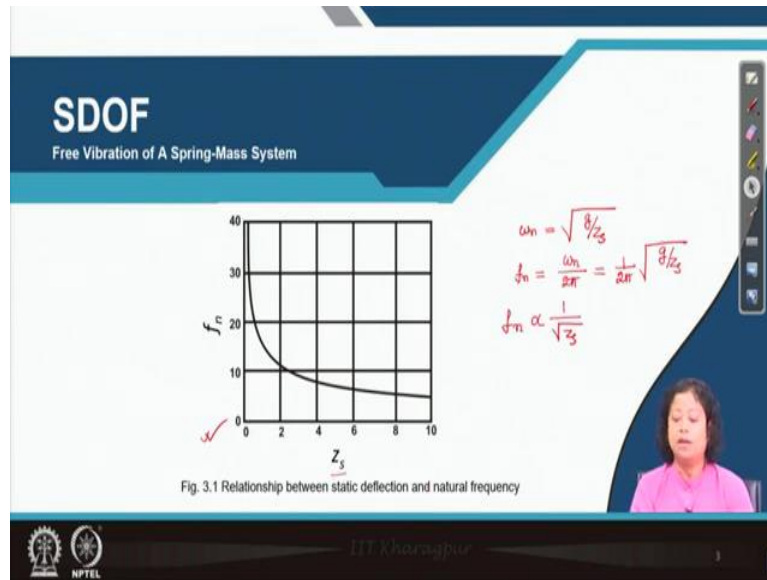 SDOF
Free Vibration of A Spring-Mass System
ωn = √g/zs
fn = ωn/2π = 1/2π √g/zs
fn ∝ 1/√zs
40
30
fn
20
10
0
0 2 4 6 8 10
zs
Fig. 3.1 Relationship between static deflection and natural frequency
NPTEL
IIT Kharagpur
3